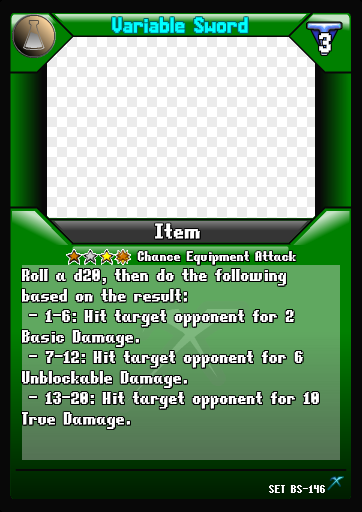 Variable Sword
3
Item
Chance Equipment Attack
Roll a d20, then do the following
based on the result:
- 1-6: Hit target opponent for 2
Basic Damage.
- 7-12: Hit target opponent for 6
Unblockable Damage.
- 13-20: Hit target opponent for 10
True Damage.
SET BS-146